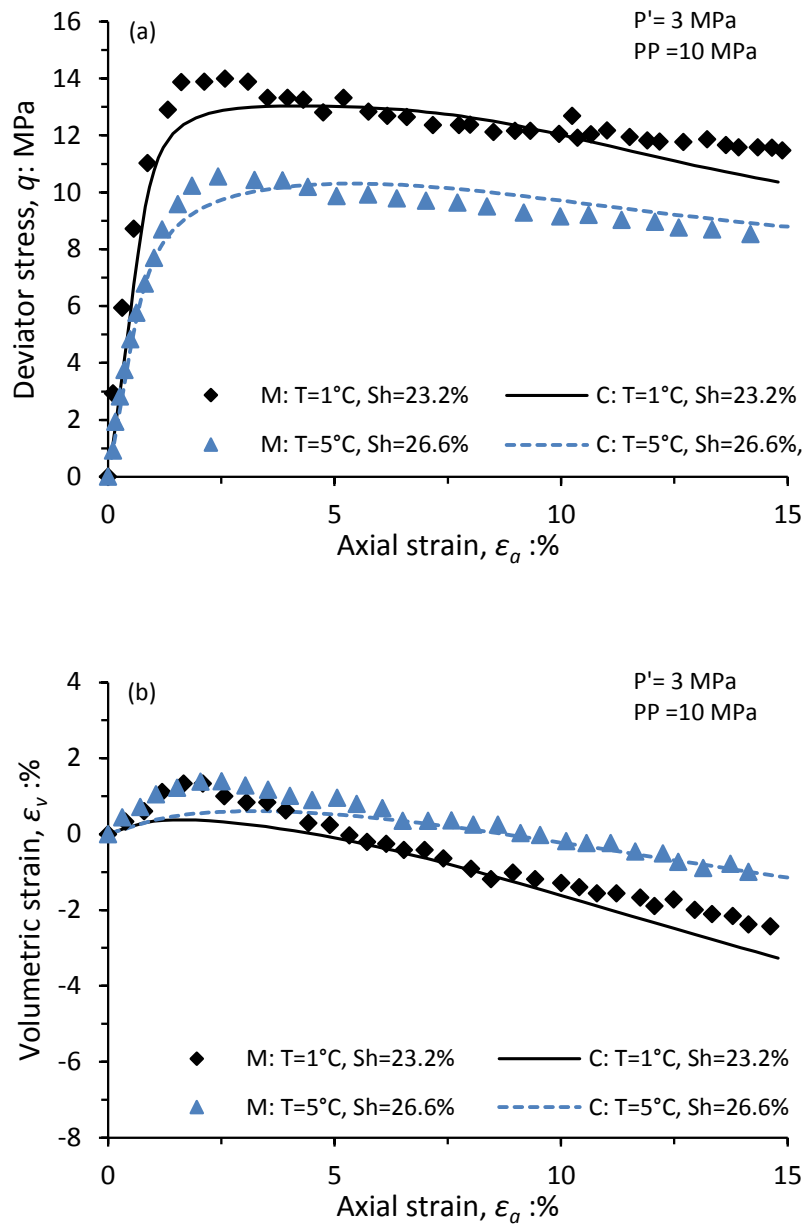 (a)
P'= 3 MPa
PP =10 MPa
16
14
12
10
8
6
4
2
0
Deviator stress, q: MPa
M: T=1°C, Sh=23.2%
C: T=1°C, Sh=23.2%
M: T=5°C, Sh=26.6%
C: T=5°C, Sh=26.6%,
0
5
10
15
Axial strain, εa :%
(b)
P'= 3 MPa
PP =10 MPa
4
2
0
-2
-4
-6
-8
Volumetric strain, εv :%
M: T=1°C, Sh=23.2%
C: T=1°C, Sh=23.2%
M: T=5°C, Sh=26.6%
C: T=5°C, Sh=26.6%
0
5
10
15
Axial strain, εa :%